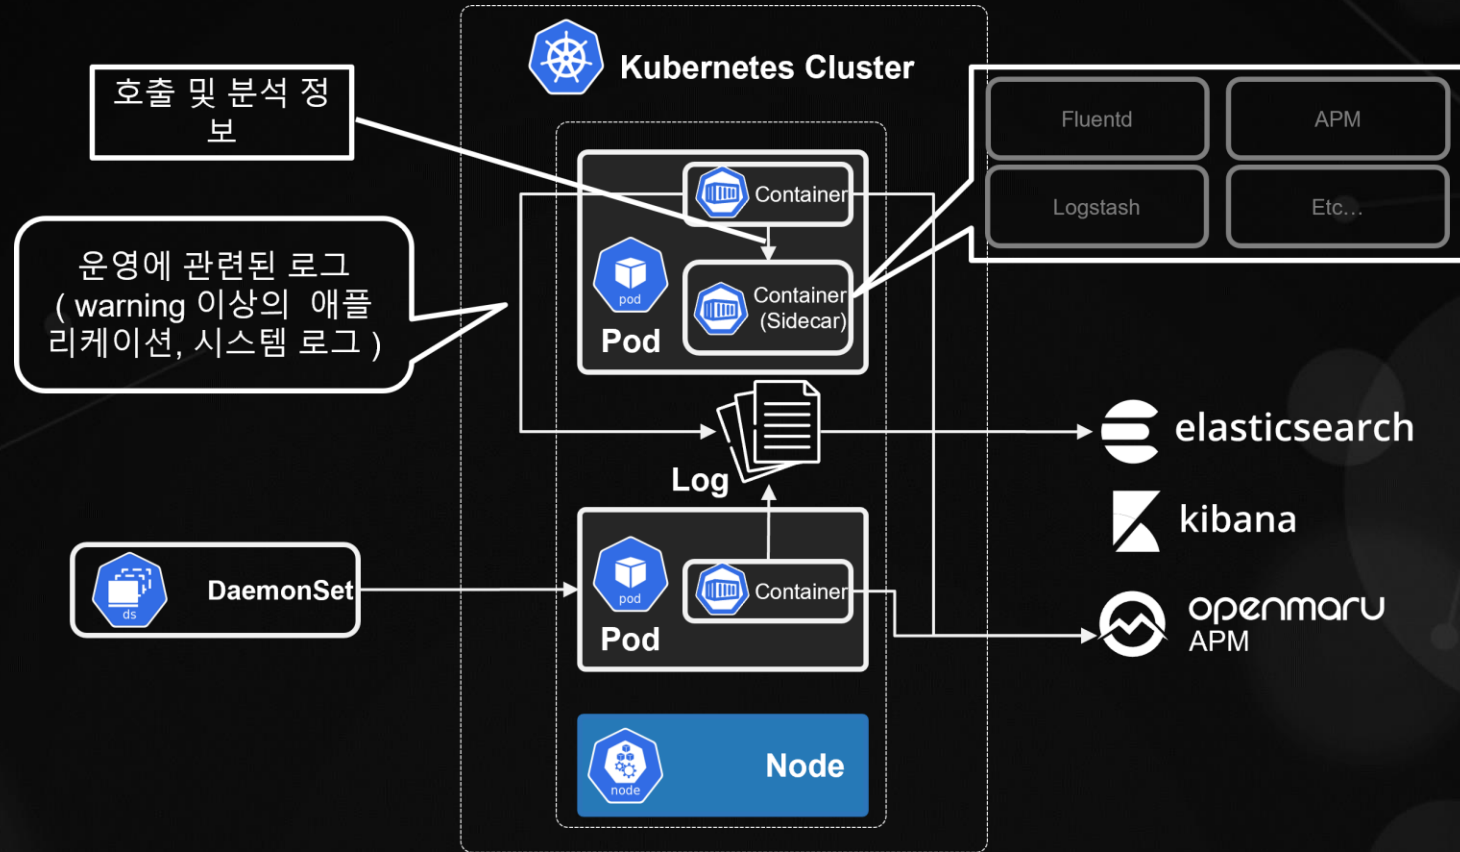 Kubernetes Cluster
호출 및 분석 정
보
Fluentd
APM
Logstash
Etc...
Container
운영에 관련된 로그
( warning 이상의 애플
리케이션, 시스템 로그 )
pod
Pod
Container
(Sidecar)
elasticsearch
Log
kibana
ds
DaemonSet
pod
Pod
Container
openmaru
APM
node
Node